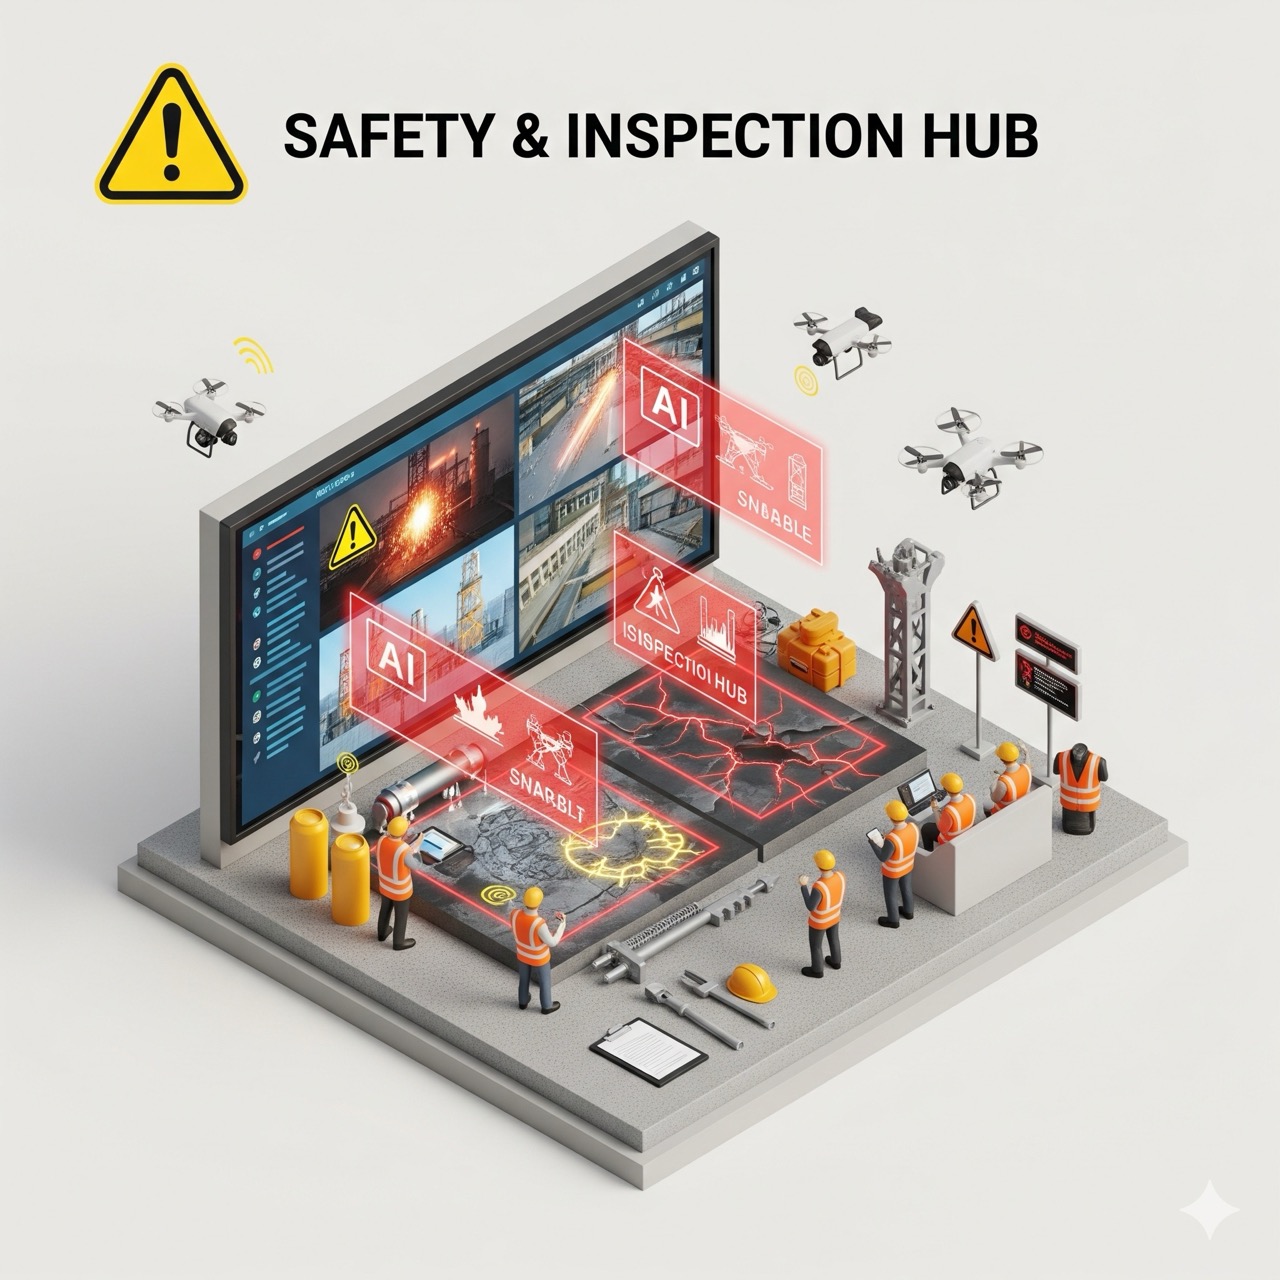 SAFETY & INSPECTION HUB
AI
SNBABLE
ISISPECTIOI HUB
AI
SNARBLT